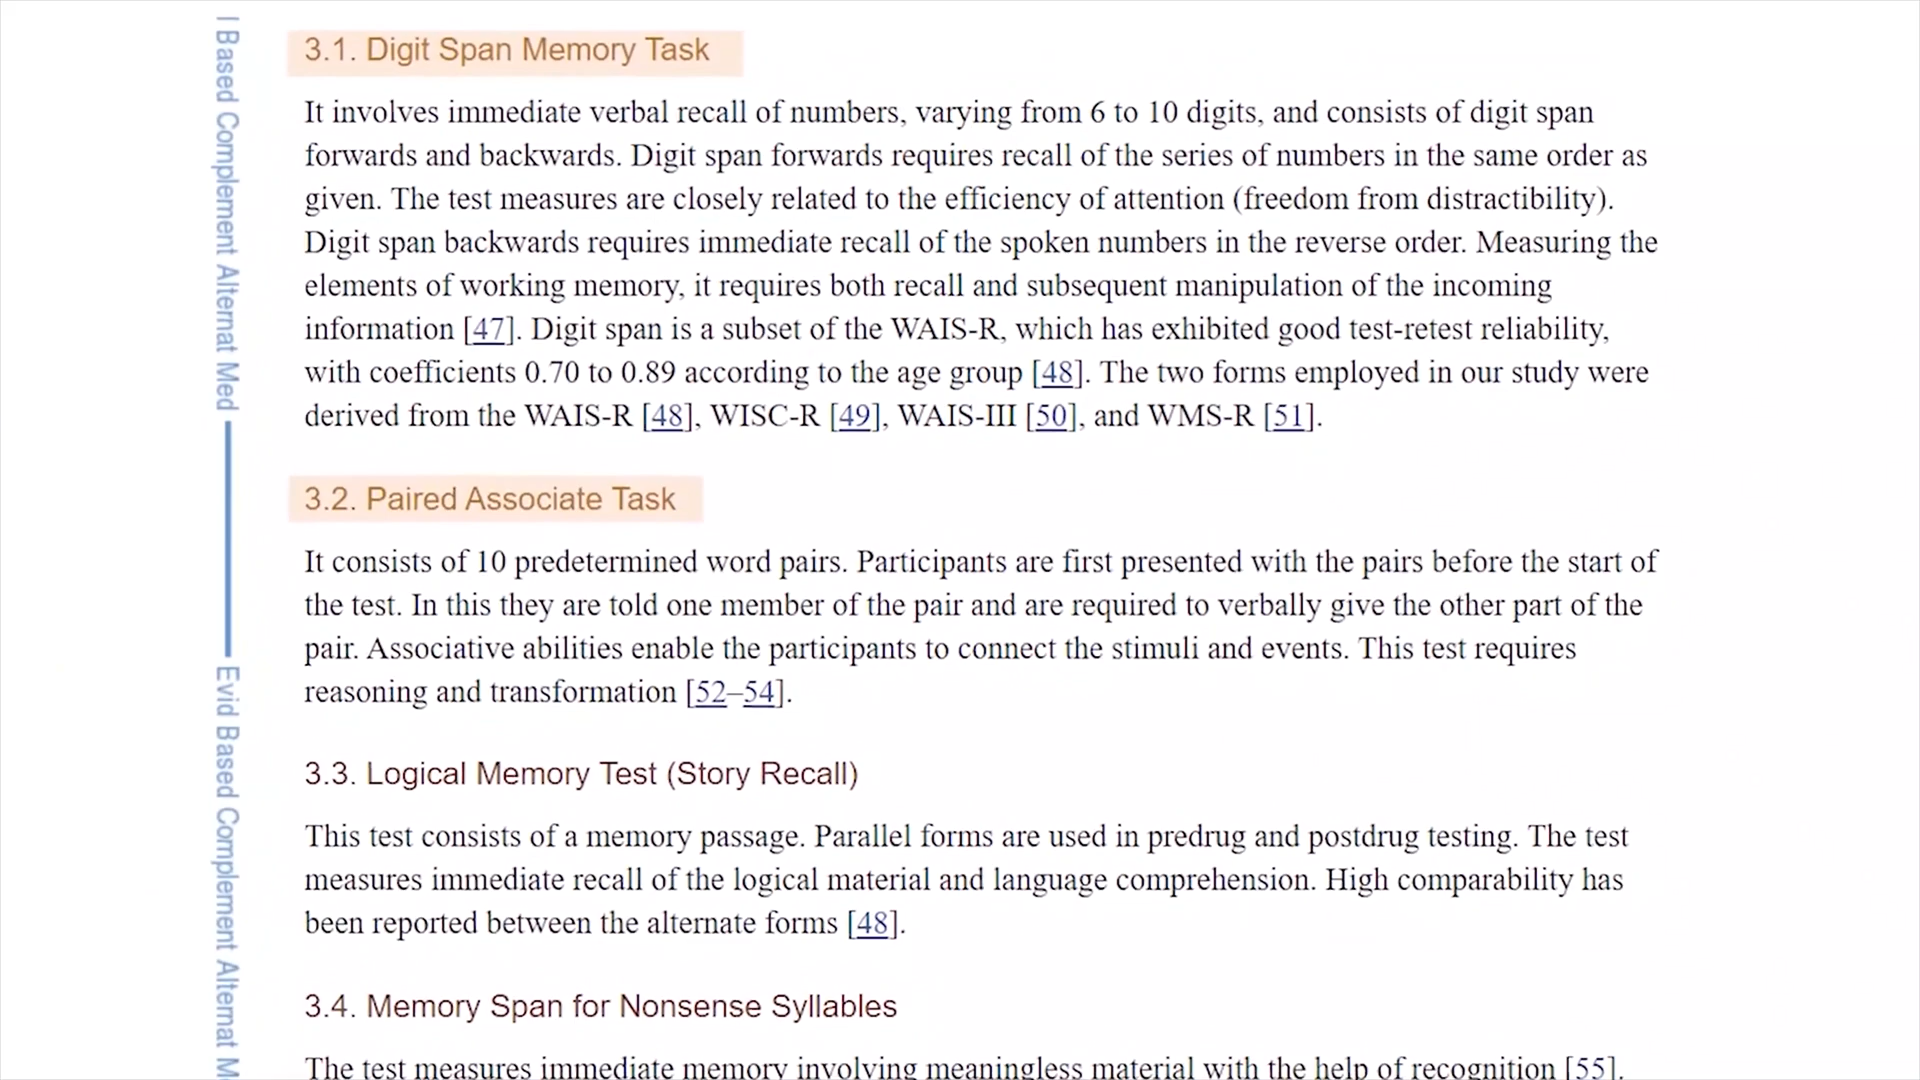 l Based Complement Alternat Med
Evid Based Complement Alternat M
3.1. Digit Span Memory Task
It involves immediate verbal recall of numbers, varying from 6 to 10 digits, and consists of digit span
forwards and backwards. Digit span forwards requires recall of the series of numbers in the same order as
given. The test measures are closely related to the efficiency of attention (freedom from distractibility).
Digit span backwards requires immediate recall of the spoken numbers in the reverse order. Measuring the
elements of working memory, it requires both recall and subsequent manipulation of the incoming
information [47]. Digit span is a subset of the WAIS-R, which has exhibited good test-retest reliability,
with coefficients 0.70 to 0.89 according to the age group [48]. The two forms employed in our study were
derived from the WAIS-R [48], WISC-R [49], WAIS-III [50], and WMS-R [51].
3.2. Paired Associate Task
It consists of 10 predetermined word pairs. Participants are first presented with the pairs before the start of
the test. In this they are told one member of the pair and are required to verbally give the other part of the
pair. Associative abilities enable the participants to connect the stimuli and events. This test requires
reasoning and transformation [52–54].
3.3. Logical Memory Test (Story Recall)
This test consists of a memory passage. Parallel forms are used in predrug and postdrug testing. The test
measures immediate recall of the logical material and language comprehension. High comparability has
been reported between the alternate forms [48].
3.4. Memory Span for Nonsense Syllables
The test measures immediate memory involving meaningless material with the help of recognition [55].